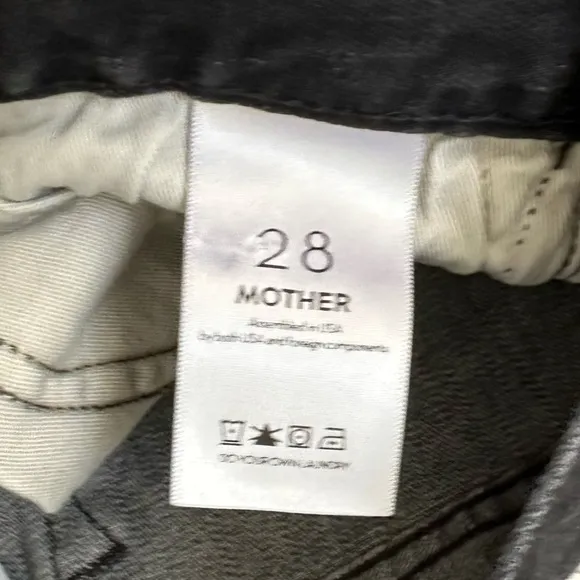 28
MOTHER
Assembled in USA
by both USA and foreign components
DO YOUR OWN LAUNDRY